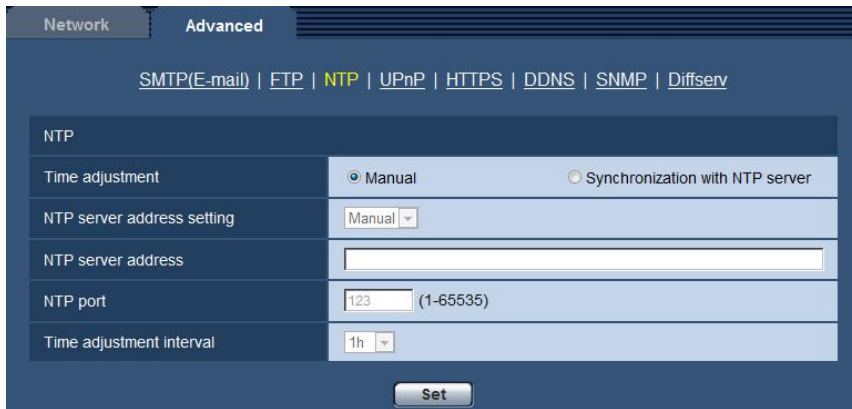 Network Advanced
SMTP(E-mail) | FTP | NTP | UPnP | HTTPS | DDNS | SNMP | Diffserv
NTP
Time adjustment Manual Synchronization with NTP server
NTP server address setting Manual
NTP server address
NTP port 123 (1-65535)
Time adjustment interval 1h
Set